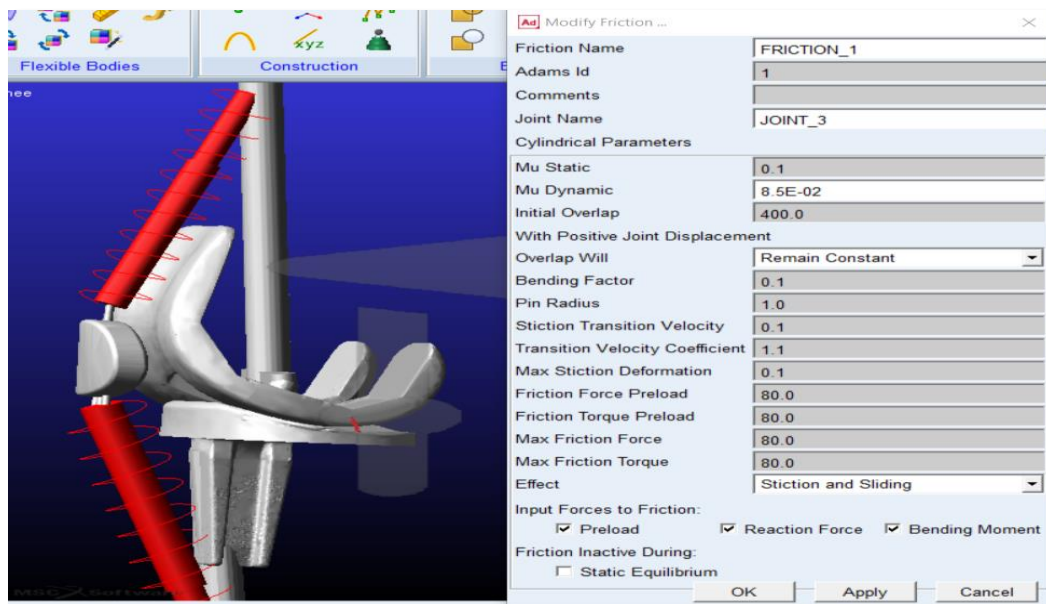 xyz
Flexible Bodies
Construction
Ad Modify Friction ...
Friction Name FRICTION_1
Adams Id 1
Comments
Joint Name JOINT_3
Cylindrical Parameters
Mu Static 0.1
Mu Dynamic 8.5E-02
Initial Overlap 400.0
With Positive Joint Displacement
Overlap Will Remain Constant
Bending Factor 0.1
Pin Radius 1.0
Stiction Transition Velocity 0.1
Transition Velocity Coefficient 1.1
Max Stiction Deformation 0.1
Friction Force Preload 80.0
Friction Torque Preload 80.0
Max Friction Force 80.0
Max Friction Torque 80.0
Effect Stiction and Sliding
Input Forces to Friction:
Preload Reaction Force Bending Moment
Friction Inactive During:
Static Equilibrium
OK Apply Cancel
MSC Software